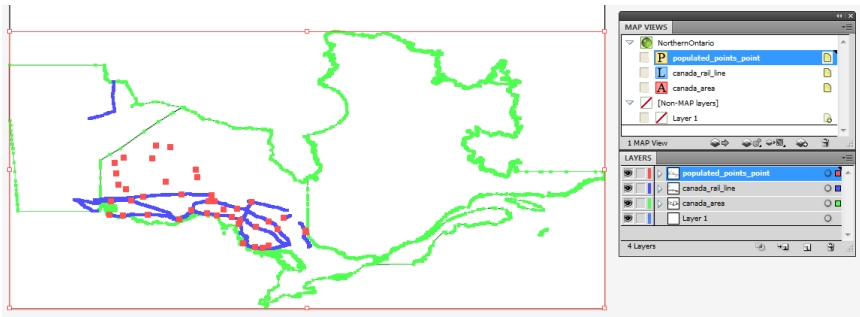 MAP VIEWS
NorthernOntario
P populated_points_point
L canada_rail_line
A canada_area
[Non-MAP layers]
Layer 1
1 MAP View
LAYERS
populated_points_point
canada_rail_line
canada_area
Layer 1
4 Layers